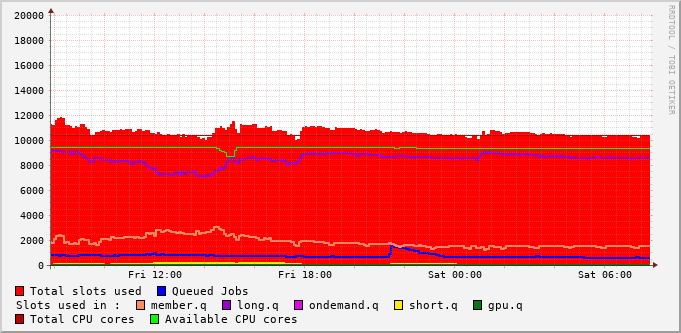 20000
18000
16000
14000
12000
10000
8000
6000
4000
2000
0
Fri 12:00 Fri 18:00 Sat 00:00 Sat 06:00
RRDTOOL / TOBI OETIKER
Total slots used Queued Jobs
Slots used in : member.q long.q ondemand.q short.q gpu.q
Total CPU cores Available CPU cores